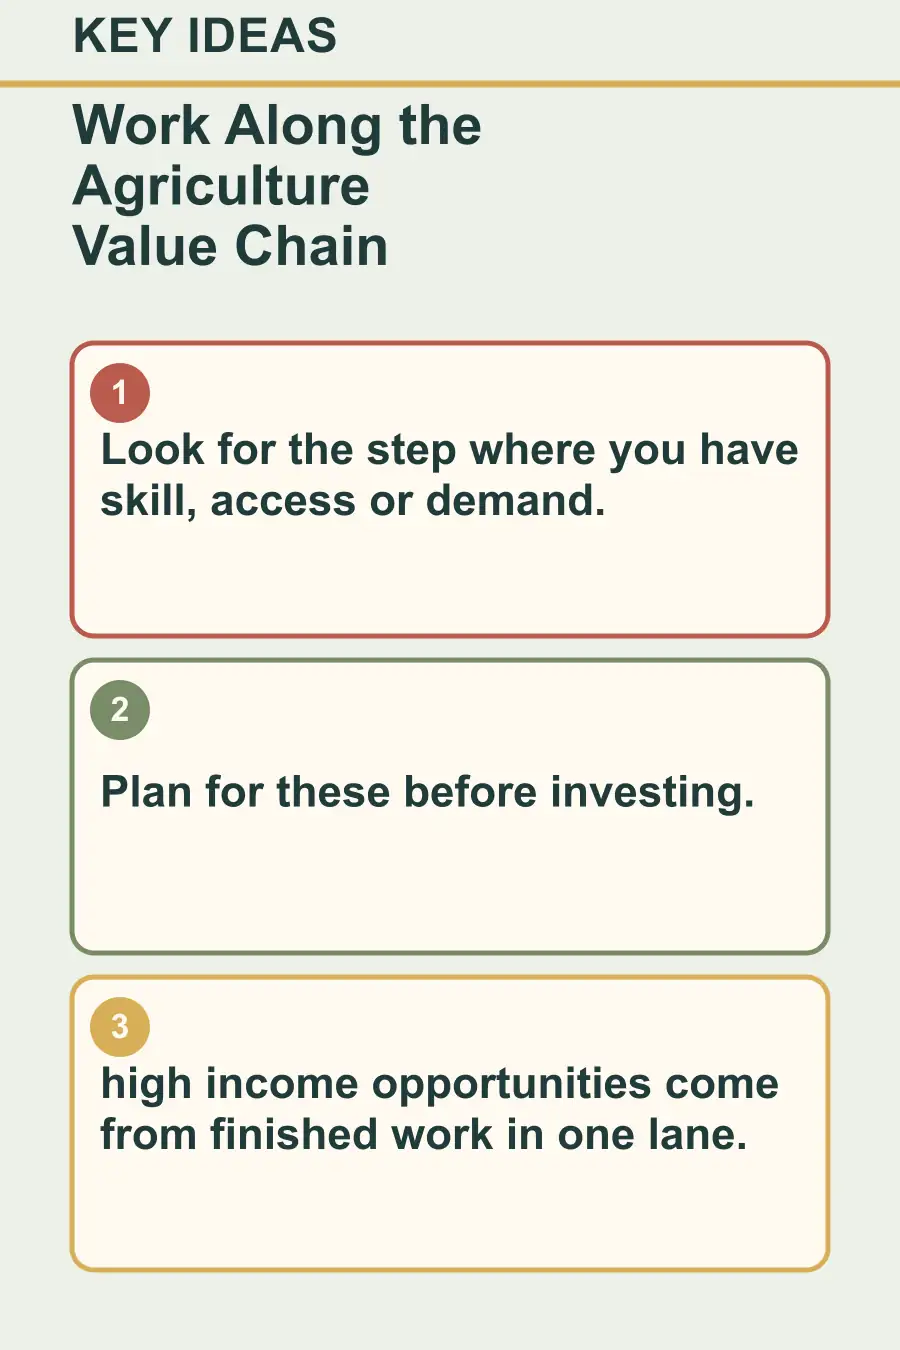 KEY IDEAS
Work Along the
Agriculture
Value Chain
1
Look for the step where you have
skill, access or demand.
2
Plan for these before investing.
3
high income opportunities come
from finished work in one lane.